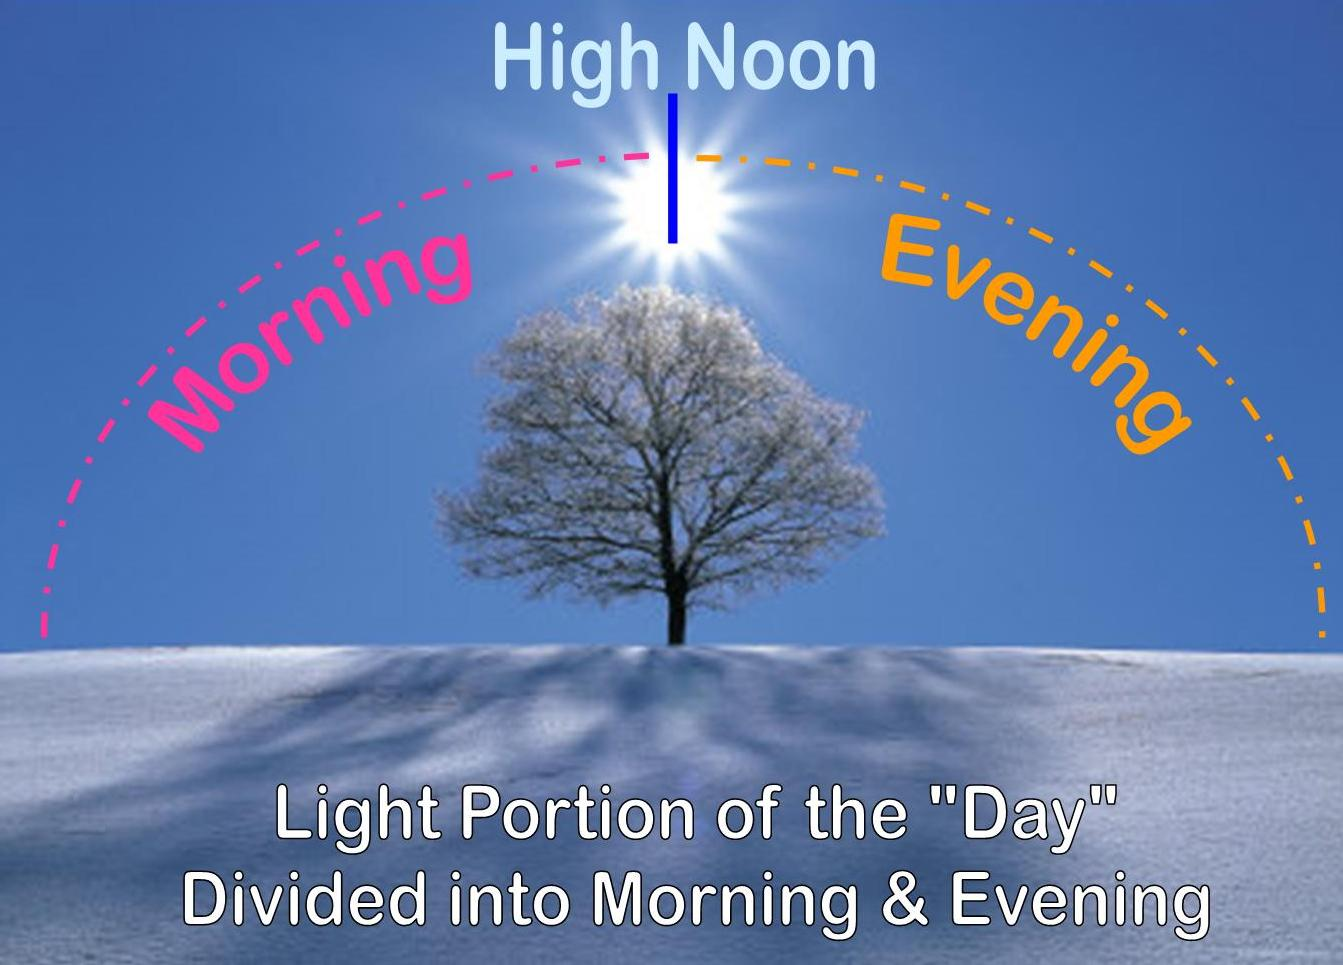 High Noon
Morning
Evening
Light Portion of the "Day"
Divided into Morning & Evening